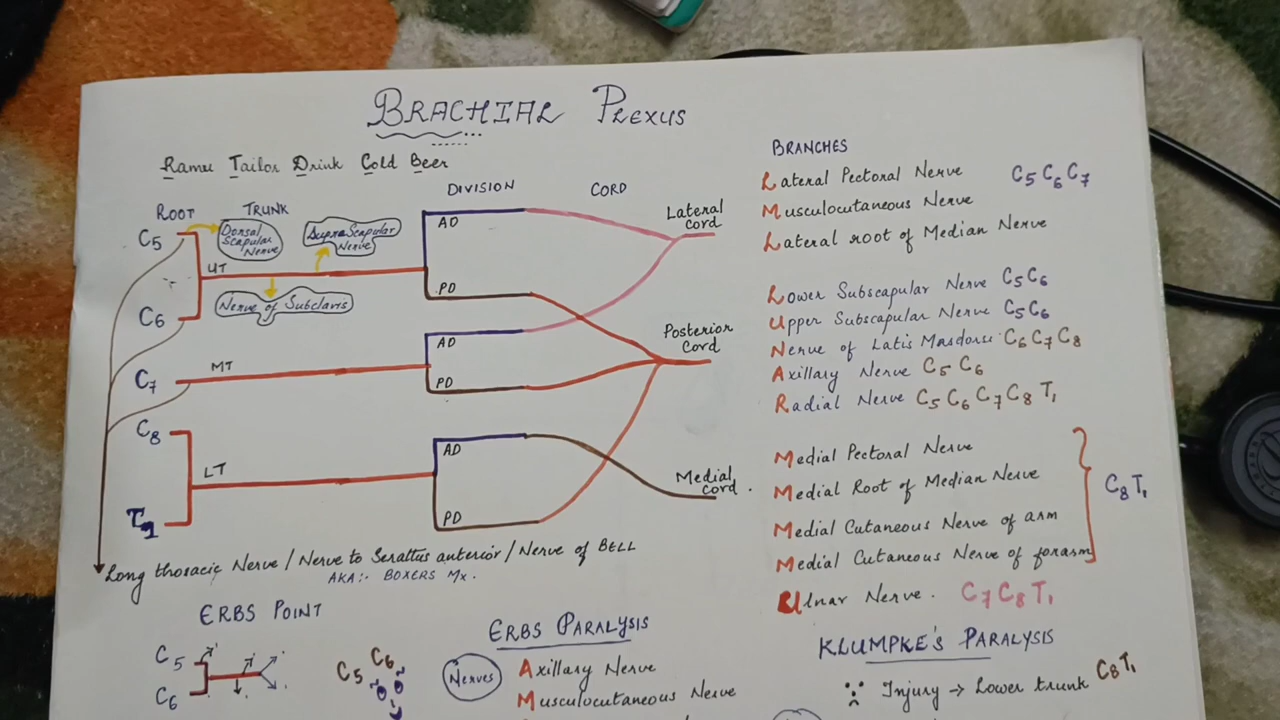 BRACHIAL PLEXUS
Ramu Tailor Drink Cold Beer
ROOT TRUNK DIVISION CORD
C5
Dorsal Scapular Nerve
Supra Scapular Nerve
UT
Nerve of Subclavis
C6
C7
MT
C8
LT
T1
AD
PD
AD
PD
AD
PD
Lateral cord
Posterior cord
Medial cord.
Long thosacic Nerve / Nerve to Serattus anterior / Nerve of BELL
AKA:- BOXERS Mx.
BRANCHES
Lateral Pectoral Nerve C5 C6 C7
Musculocutaneous Nerve
Lateral root of Median Nerve
Lower Subscapular Nerve C5 C6
Upper Subscapular Nerve C5 C6
Nerve of Latis C6 C7 C8
Axillary Nerve C5 C6
Radial Nerve C5 C6 C7 C8 T1
Medial Pectoral Nerve
Medial Root of Median Nerve
Medial Cutaneous Nerve of arm
Medial Cutaneous Nerve of forarm
C8 T1
Ulnar Nerve. C7 C8 T1
ERBS POINT
C5
C6
C5 C6
ERBS PARALYSIS
Nerves
Axillary Nerve
Musculocutaneous Nerve
KLUMPKE'S PARALYSIS
Injury → Lower trunk C8 T1